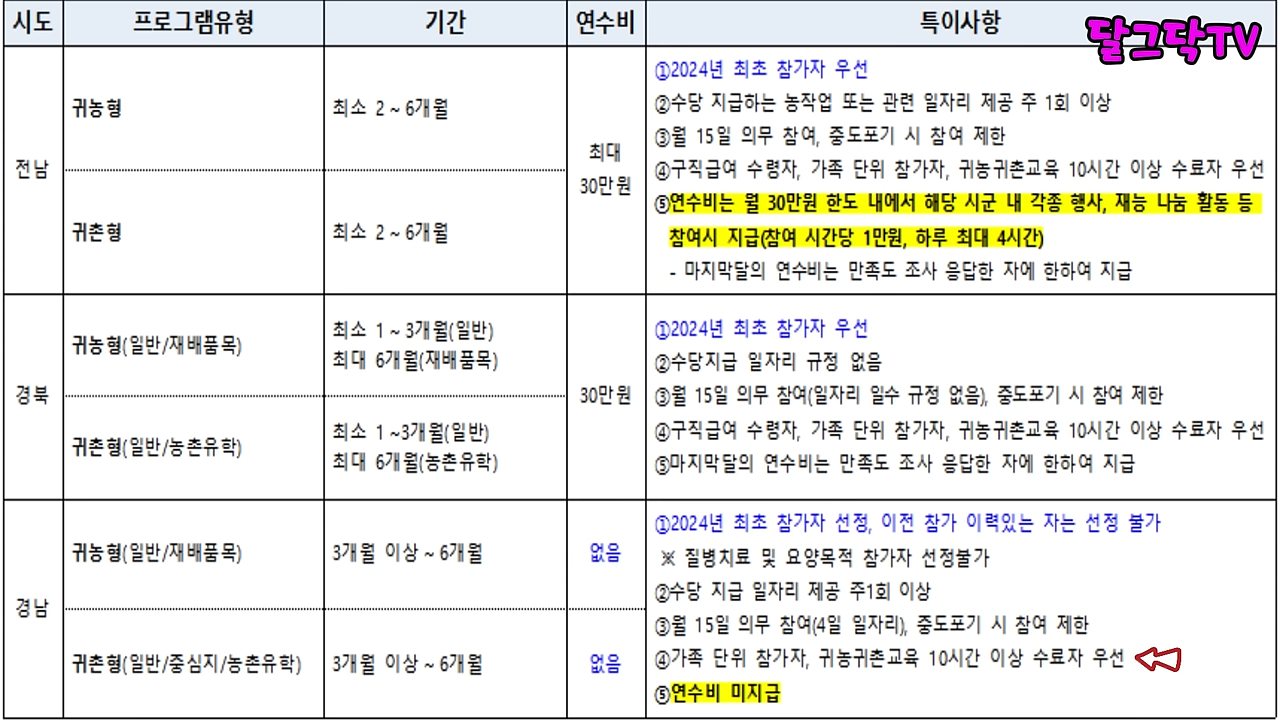 시도 프로그램유형 기간 연수비 특이사항
달그닥TV
전남
귀농형
최소 2 ~ 6개월
귀촌형
최소 2 ~ 6개월
최대
30만원
①2024년 최초 참가자 우선
②수당 지급하는 농작업 또는 관련 일자리 제공 주 1회 이상
③월 15일 의무 참여, 중도포기 시 참여 제한
④구직급여 수령자, 가족 단위 참가자, 귀농귀촌교육 10시간 이상 수료자 우선
⑤연수비는 월 30만원 한도 내에서 해당 시군 내 각종 행사, 재능 나눔 활동 등
참여시 지급(참여 시간당 1만원, 하루 최대 4시간)
- 마지막달의 연수비는 만족도 조사 응답한 자에 한하여 지급
경북
귀농형(일반/재배품목)
최소 1 ~ 3개월(일반)
최대 6개월(재배품목)
귀촌형(일반/농촌유학)
최소 1 ~3개월(일반)
최대 6개월(농촌유학)
30만원
①2024년 최초 참가자 우선
②수당지급 일자리 규정 없음
③월 15일 의무 참여(일자리 일수 규정 없음), 중도포기 시 참여 제한
④구직급여 수령자, 가족 단위 참가자, 귀농귀촌교육 10시간 이상 수료자 우선
⑤마지막달의 연수비는 만족도 조사 응답한 자에 한하여 지급
경남
귀농형(일반/재배품목)
3개월 이상 ~ 6개월
없음
귀촌형(일반/중심지/농촌유학)
3개월 이상 ~ 6개월
없음
①2024년 최초 참가자 선정, 이전 참가 이력있는 자는 선정 불가
※ 질병치료 및 요양목적 참가자 선정불가
②수당 지급 일자리 제공 주1회 이상
③월 15일 의무 참여(4일 일자리), 중도포기 시 참여 제한
④가족 단위 참가자, 귀농귀촌교육 10시간 이상 수료자 우선
⑤연수비 미지급